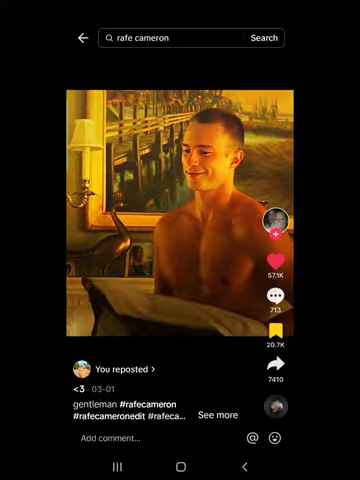 rafe cameron
Search
57.1K
713
20.7K
7410
You reposted >
<3 · 03-01
gentleman #rafecameron
#rafecameronedit #rafeca... See more
Add comment...
@